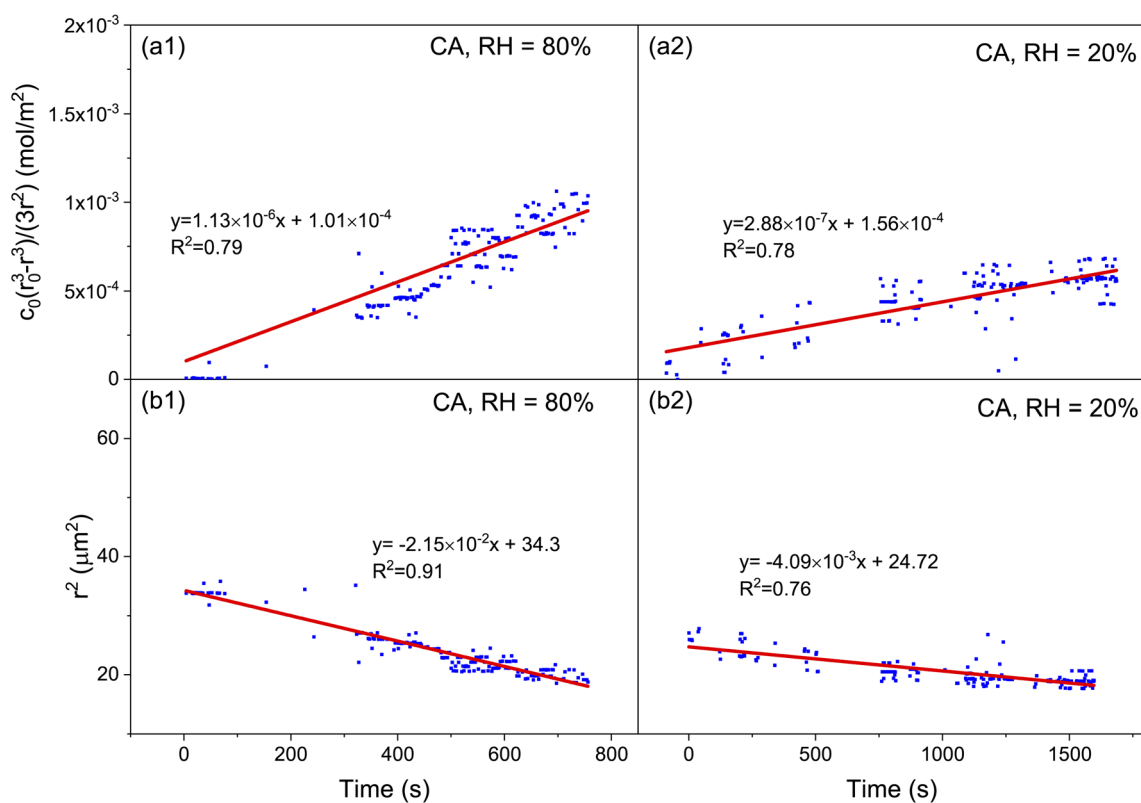 (a1)
CA, RH = 80%
(a2)
CA, RH = 20%
2x10⁻³
1.5x10⁻³
1x10⁻³
5x10⁻⁴
0
c₀(r₀³-r³)/(3r²) (mol/m²)
y=1.13×10⁻⁶x + 1.01×10⁻⁴
R²=0.79
y=2.88×10⁻⁷x + 1.56×10⁻⁴
R²=0.78
(b1)
CA, RH = 80%
(b2)
CA, RH = 20%
60
40
20
r² (μm²)
y= -2.15×10⁻²x + 34.3
R²=0.91
y= -4.09×10⁻³x + 24.72
R²=0.76
0 200 400 600 800
0 500 1000 1500
Time (s)
Time (s)